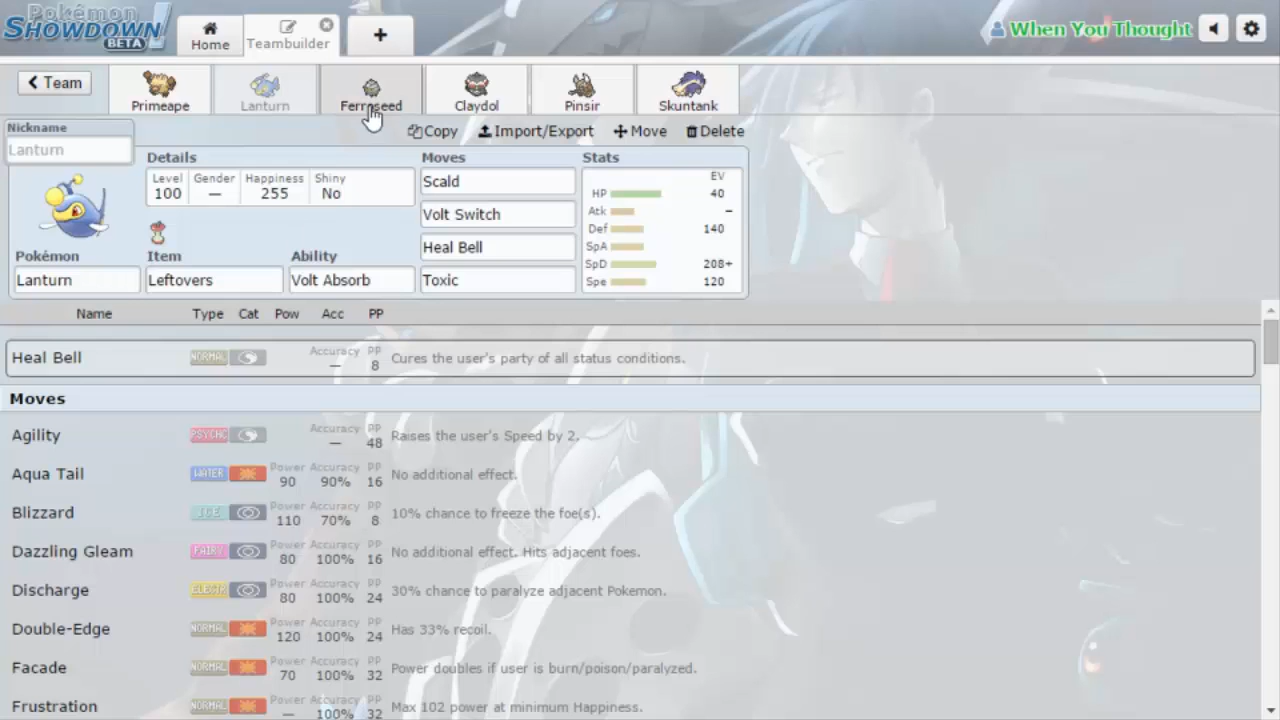 Pokémon
SHOWDOWN!
BETA
Home
Teambuilder
+
When You Thought
Team
Primeape
Lanturn
Ferroseed
Claydol
Pinsir
Skuntank
Copy
Import/Export
Move
Delete
Nickname
Lanturn
Details
Level
Gender
Happiness
Shiny
100
—
255
No
Pokémon
Lanturn
Item
Leftovers
Ability
Volt Absorb
Moves
Scald
Volt Switch
Heal Bell
Toxic
Stats
EV
HP 40
Atk –
Def 140
SpA
SpD 208+
Spe 120
Name Type Cat Pow Acc PP
Heal Bell NORMAL Accuracy — PP 8 Cures the user's party of all status conditions.
Moves
Agility PSYCHC Accuracy — PP 48 Raises the user's Speed by 2.
Aqua Tail WATER Power 90 Accuracy 90% PP 16 No additional effect.
Blizzard ICE Power 110 Accuracy 70% PP 8 10% chance to freeze the foe(s).
Dazzling Gleam FAIRY Power 80 Accuracy 100% PP 16 No additional effect. Hits adjacent foes.
Discharge ELECTR Power 80 Accuracy 100% PP 24 30% chance to paralyze adjacent Pokemon.
Double-Edge NORMAL Power 120 Accuracy 100% PP 24 Has 33% recoil.
Facade NORMAL Power 70 Accuracy 100% PP 32 Power doubles if user is burn/poison/paralyzed.
Frustration NORMAL Power — Accuracy 100% PP 32 Max 102 power at minimum Happiness.